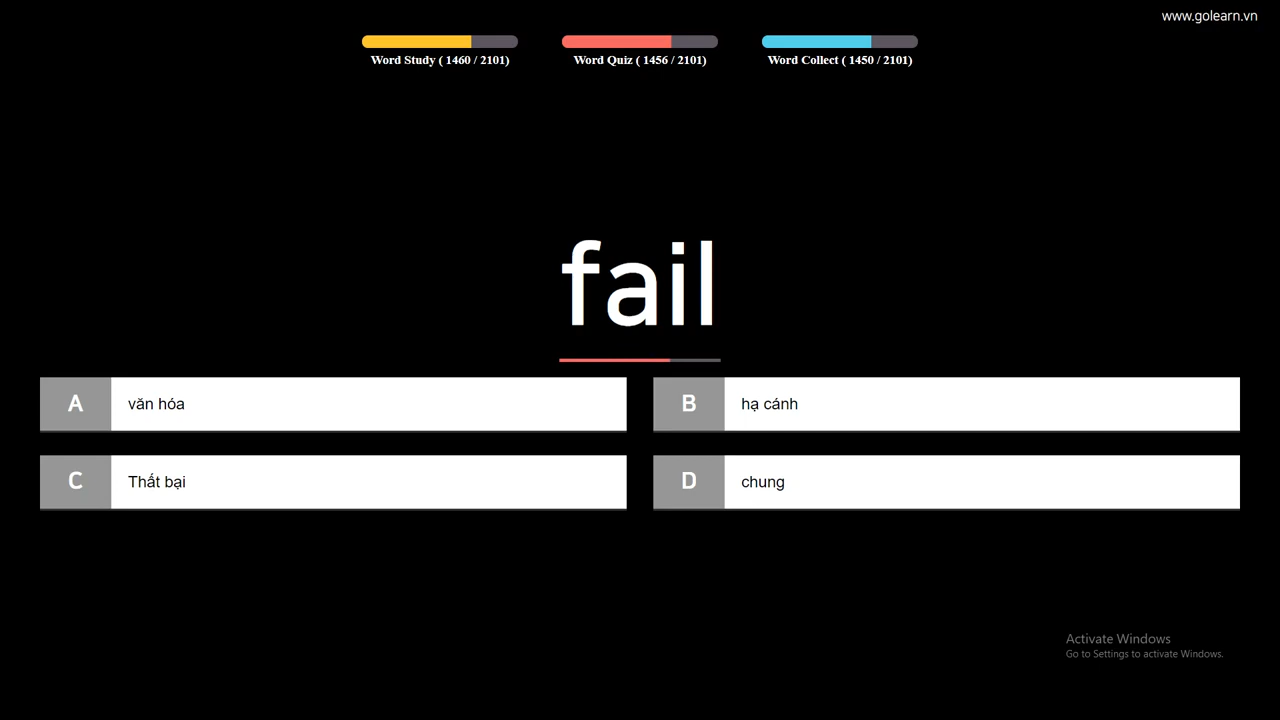 www.golearn.vn
Word Study ( 1460 / 2101)
Word Quiz ( 1456 / 2101)
Word Collect ( 1450 / 2101)
fail
A văn hóa
B hạ cánh
C Thất bại
D chung
Activate Windows
Go to Settings to activate Windows.